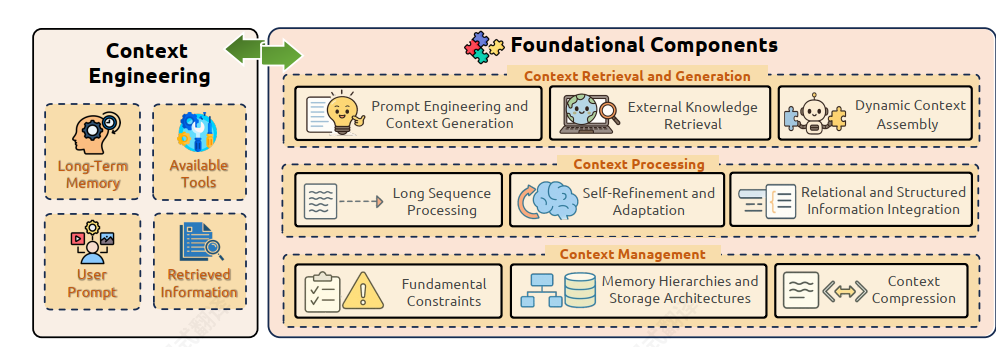 Context
Engineering
Long-Term
Memory
Available
Tools
User
Prompt
Retrieved
Information
Foundational Components
Context Retrieval and Generation
Prompt Engineering and
Context Generation
External Knowledge
Retrieval
Dynamic Context
Assembly
Context Processing
Long Sequence
Processing
Self-Refinement and
Adaptation
Relational and Structured
Information Integration
Context Management
Fundamental
Constraints
Memory Hierarchies and
Storage Architectures
Context
Compression